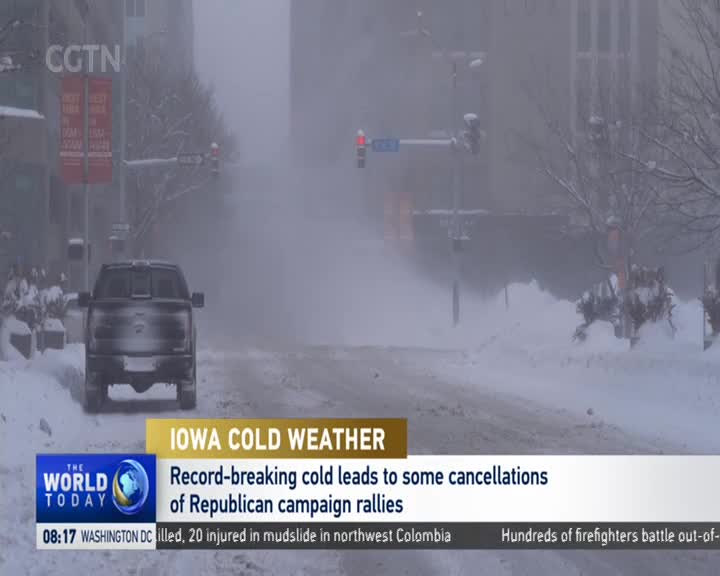 CGTN
IOWA COLD WEATHER
Record-breaking cold leads to some cancellations
of Republican campaign rallies
THE
WORLD
TODAY
08:17 WASHINGTON DC
illed, 20 injured in mudslide in northwest Colombia Hundreds of firefighters battle out-of-